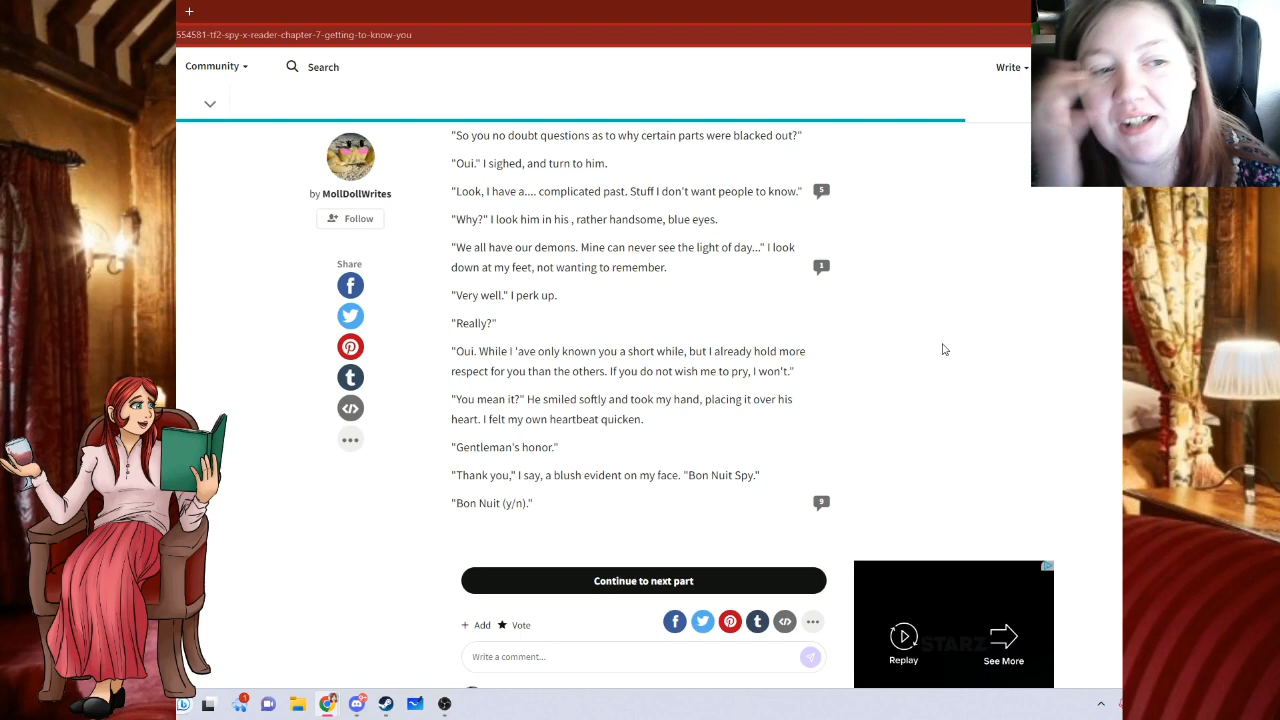 +
554581-tf2-spy-x-reader-chapter-7-getting-to-know-you
Community
Search
Write
by MollDollWrites
Follow
Share
"So you no doubt questions as to why certain parts were blacked out?"
"Oui." I sighed, and turn to him.
"Look, I have a.... complicated past. Stuff I don't want people to know."
5
"Why?" I look him in his , rather handsome, blue eyes.
"We all have our demons. Mine can never see the light of day..." I look
down at my feet, not wanting to remember.
1
"Very well." I perk up.
"Really?"
"Oui. While I 'ave only known you a short while, but I already hold more
respect for you than the others. If you do not wish me to pry, I won't."
"You mean it?" He smiled softly and took my hand, placing it over his
heart. I felt my own heartbeat quicken.
"Gentleman's honor."
"Thank you," I say, a blush evident on my face. "Bon Nuit Spy."
"Bon Nuit (y/n)."
9
Continue to next part
+ Add ★ Vote
Write a comment...
STARZ
Replay
See More
1